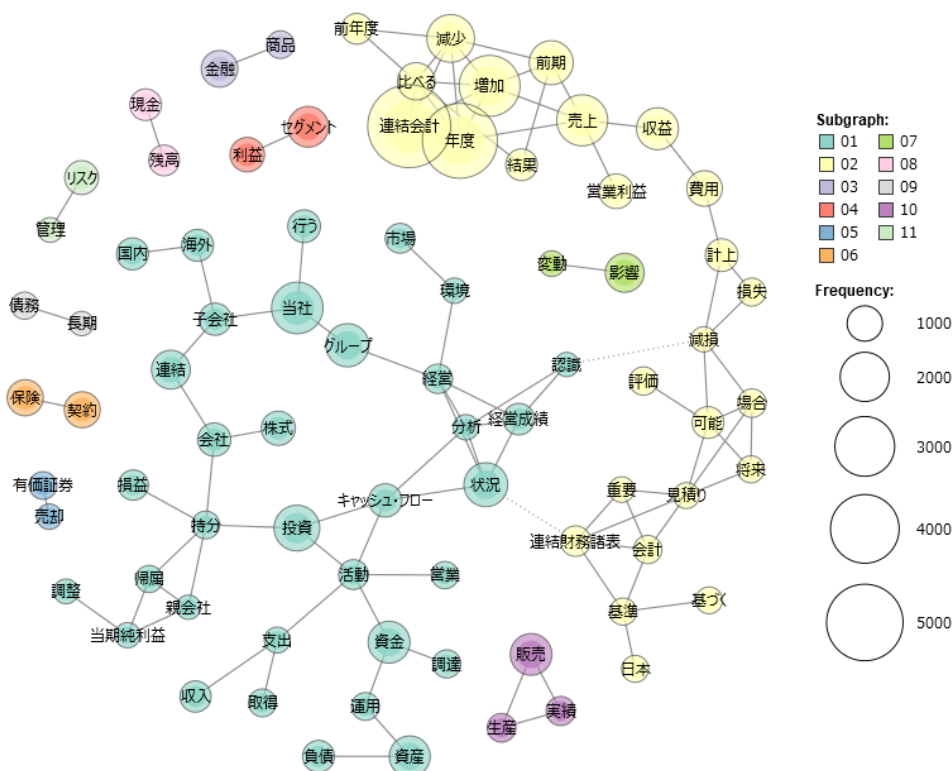 前年度
減少
商品
金融
前期
比べる
増加
現金
連結会計
年度
売上
収益
セグメント
利益
残高
結果
リスク
営業利益
費用
管理
行う
市場
海外
国内
計上
変動
影響
環境
損失
債務
長期
子会社
当社
グループ
減損
連結
認識
経営
評価
保険
契約
場合
会社
株式
分析
経営成績
可能
将来
有価証券
損益
状況
重要
見積り
キャッシュ・フロー
売却
持分
投資
連結財務諸表
会計
帰属
活動
営業
調整
親会社
基準
基づく
当期純利益
支出
資金
調達
販売
日本
収入
取得
運用
生産
実績
負債
資産
Subgraph:
01
07
02
08
03
09
04
10
05
11
06
Frequency:
1000
2000
3000
4000
5000